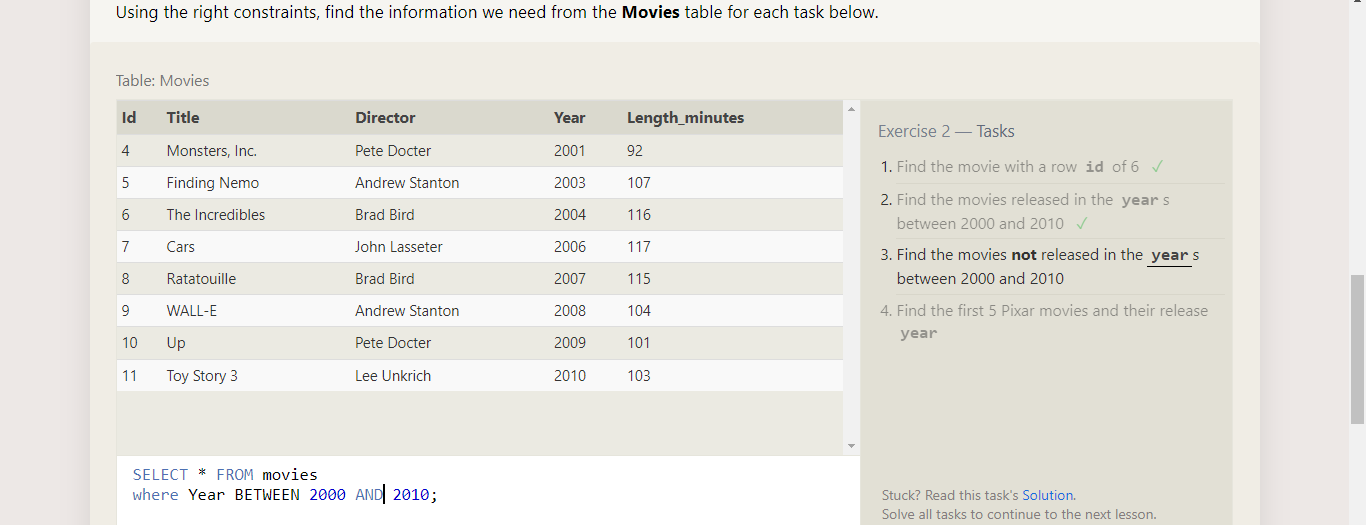 Using the right constraints, find the information we need from the Movies table for each task below.
Table: Movies
Id Title Director Year Length_minutes
4 Monsters, Inc. Pete Docter 2001 92
5 Finding Nemo Andrew Stanton 2003 107
6 The Incredibles Brad Bird 2004 116
7 Cars John Lasseter 2006 117
8 Ratatouille Brad Bird 2007 115
9 WALL-E Andrew Stanton 2008 104
10 Up Pete Docter 2009 101
11 Toy Story 3 Lee Unkrich 2010 103
SELECT * FROM movies
where Year BETWEEN 2000 AND 2010;
Exercise 2 — Tasks
1. Find the movie with a row id of 6 ✓
2. Find the movies released in the year s
between 2000 and 2010 ✓
3. Find the movies not released in the year s
between 2000 and 2010
4. Find the first 5 Pixar movies and their release
year
Stuck? Read this task's Solution.
Solve all tasks to continue to the next lesson.